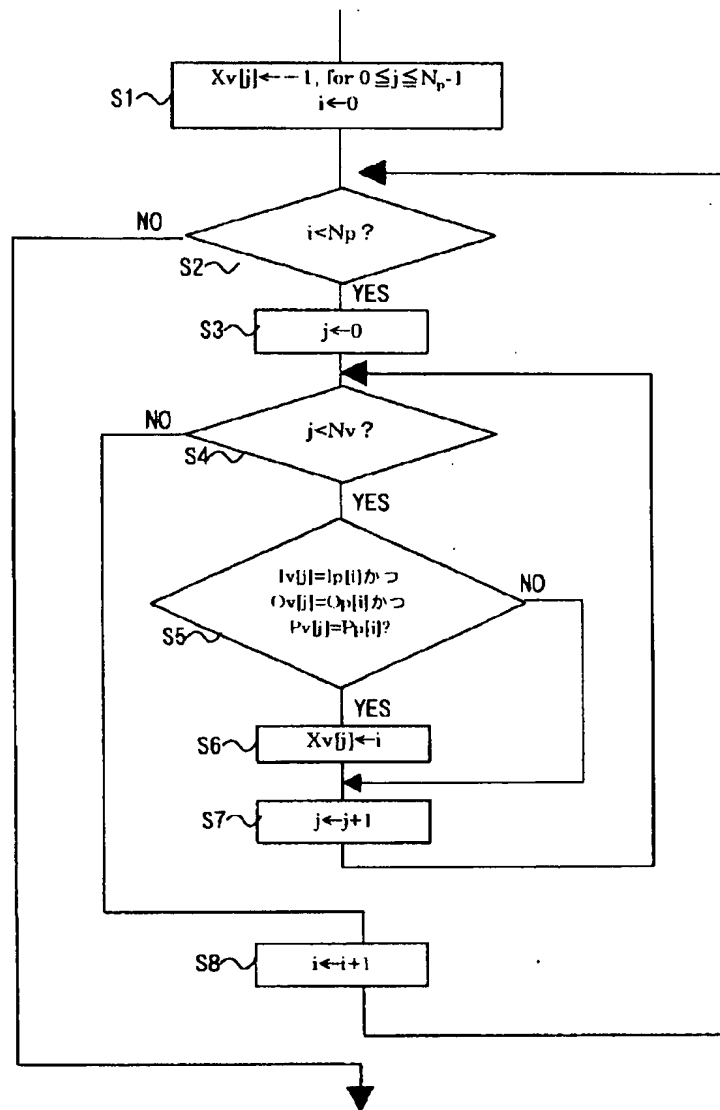 S1
Xv[j]←-1, for 0≦j≦Np-1
i←0
NO
i<Np?
S2
YES
S3
j←0
NO
j<Nv?
S4
YES
Iv[j]=Ip[i]かつ
Ov[j]=Op[i]かつ
Pv[j]=Pp[i]?
NO
S5
YES
S6
Xv[j]←i
S7
j←j+1
S8
i←i+1